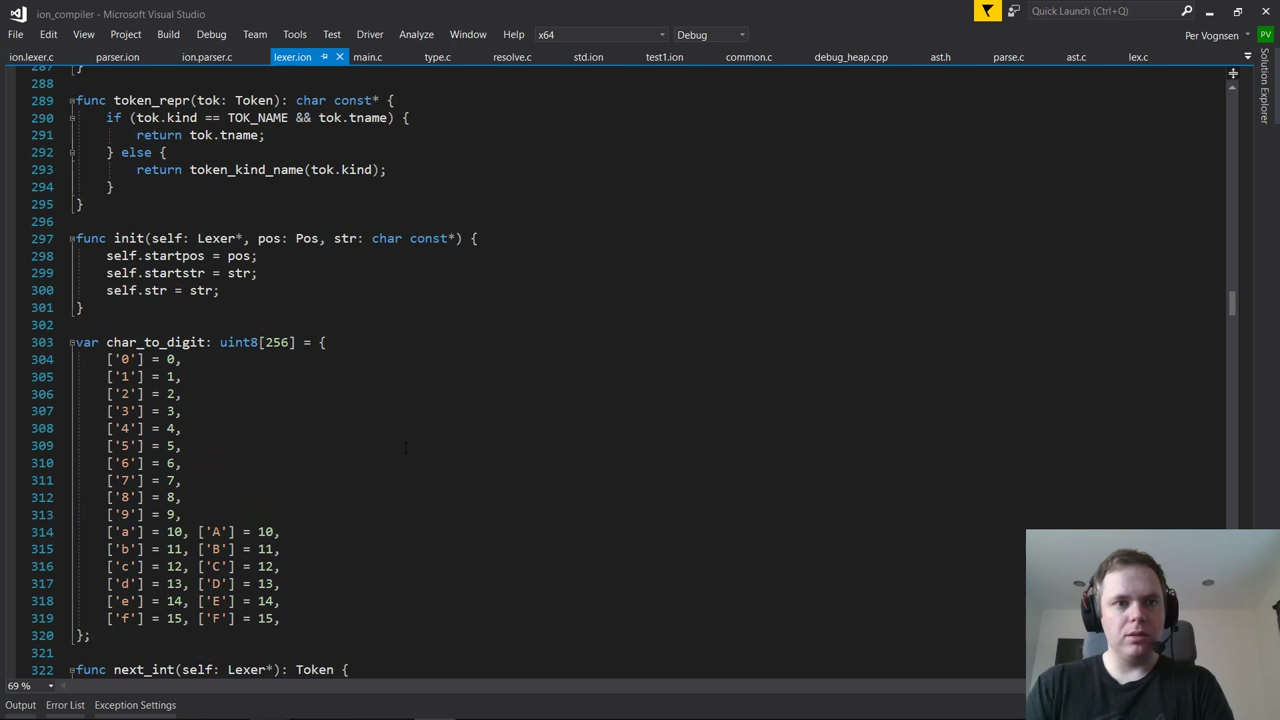 ion_compiler - Microsoft Visual Studio
Quick Launch (Ctrl+Q)
File Edit View Project Build Debug Team Tools Test Driver Analyze Window Help x64 Debug Per Vognsen PV
ion.lexer.c parser.ion ion.parser.c lexer.ion main.c type.c resolve.c std.ion test1.ion common.c debug_heap.cpp ast.h parse.c ast.c lex.c
Solution Explorer
287 }
288
289 func token_repr(tok: Token): char const* {
290 if (tok.kind == TOK_NAME && tok.tname) {
291 return tok.tname;
292 } else {
293 return token_kind_name(tok.kind);
294 }
295 }
296
297 func init(self: Lexer*, pos: Pos, str: char const*) {
298 self.startpos = pos;
299 self.startstr = str;
300 self.str = str;
301 }
302
303 var char_to_digit: uint8[256] = {
304 ['0'] = 0,
305 ['1'] = 1,
306 ['2'] = 2,
307 ['3'] = 3,
308 ['4'] = 4,
309 ['5'] = 5,
310 ['6'] = 6,
311 ['7'] = 7,
312 ['8'] = 8,
313 ['9'] = 9,
314 ['a'] = 10, ['A'] = 10,
315 ['b'] = 11, ['B'] = 11,
316 ['c'] = 12, ['C'] = 12,
317 ['d'] = 13, ['D'] = 13,
318 ['e'] = 14, ['E'] = 14,
319 ['f'] = 15, ['F'] = 15,
320 };
321
322 func next_int(self: Lexer*): Token {
69 %
Output Error List Exception Settings